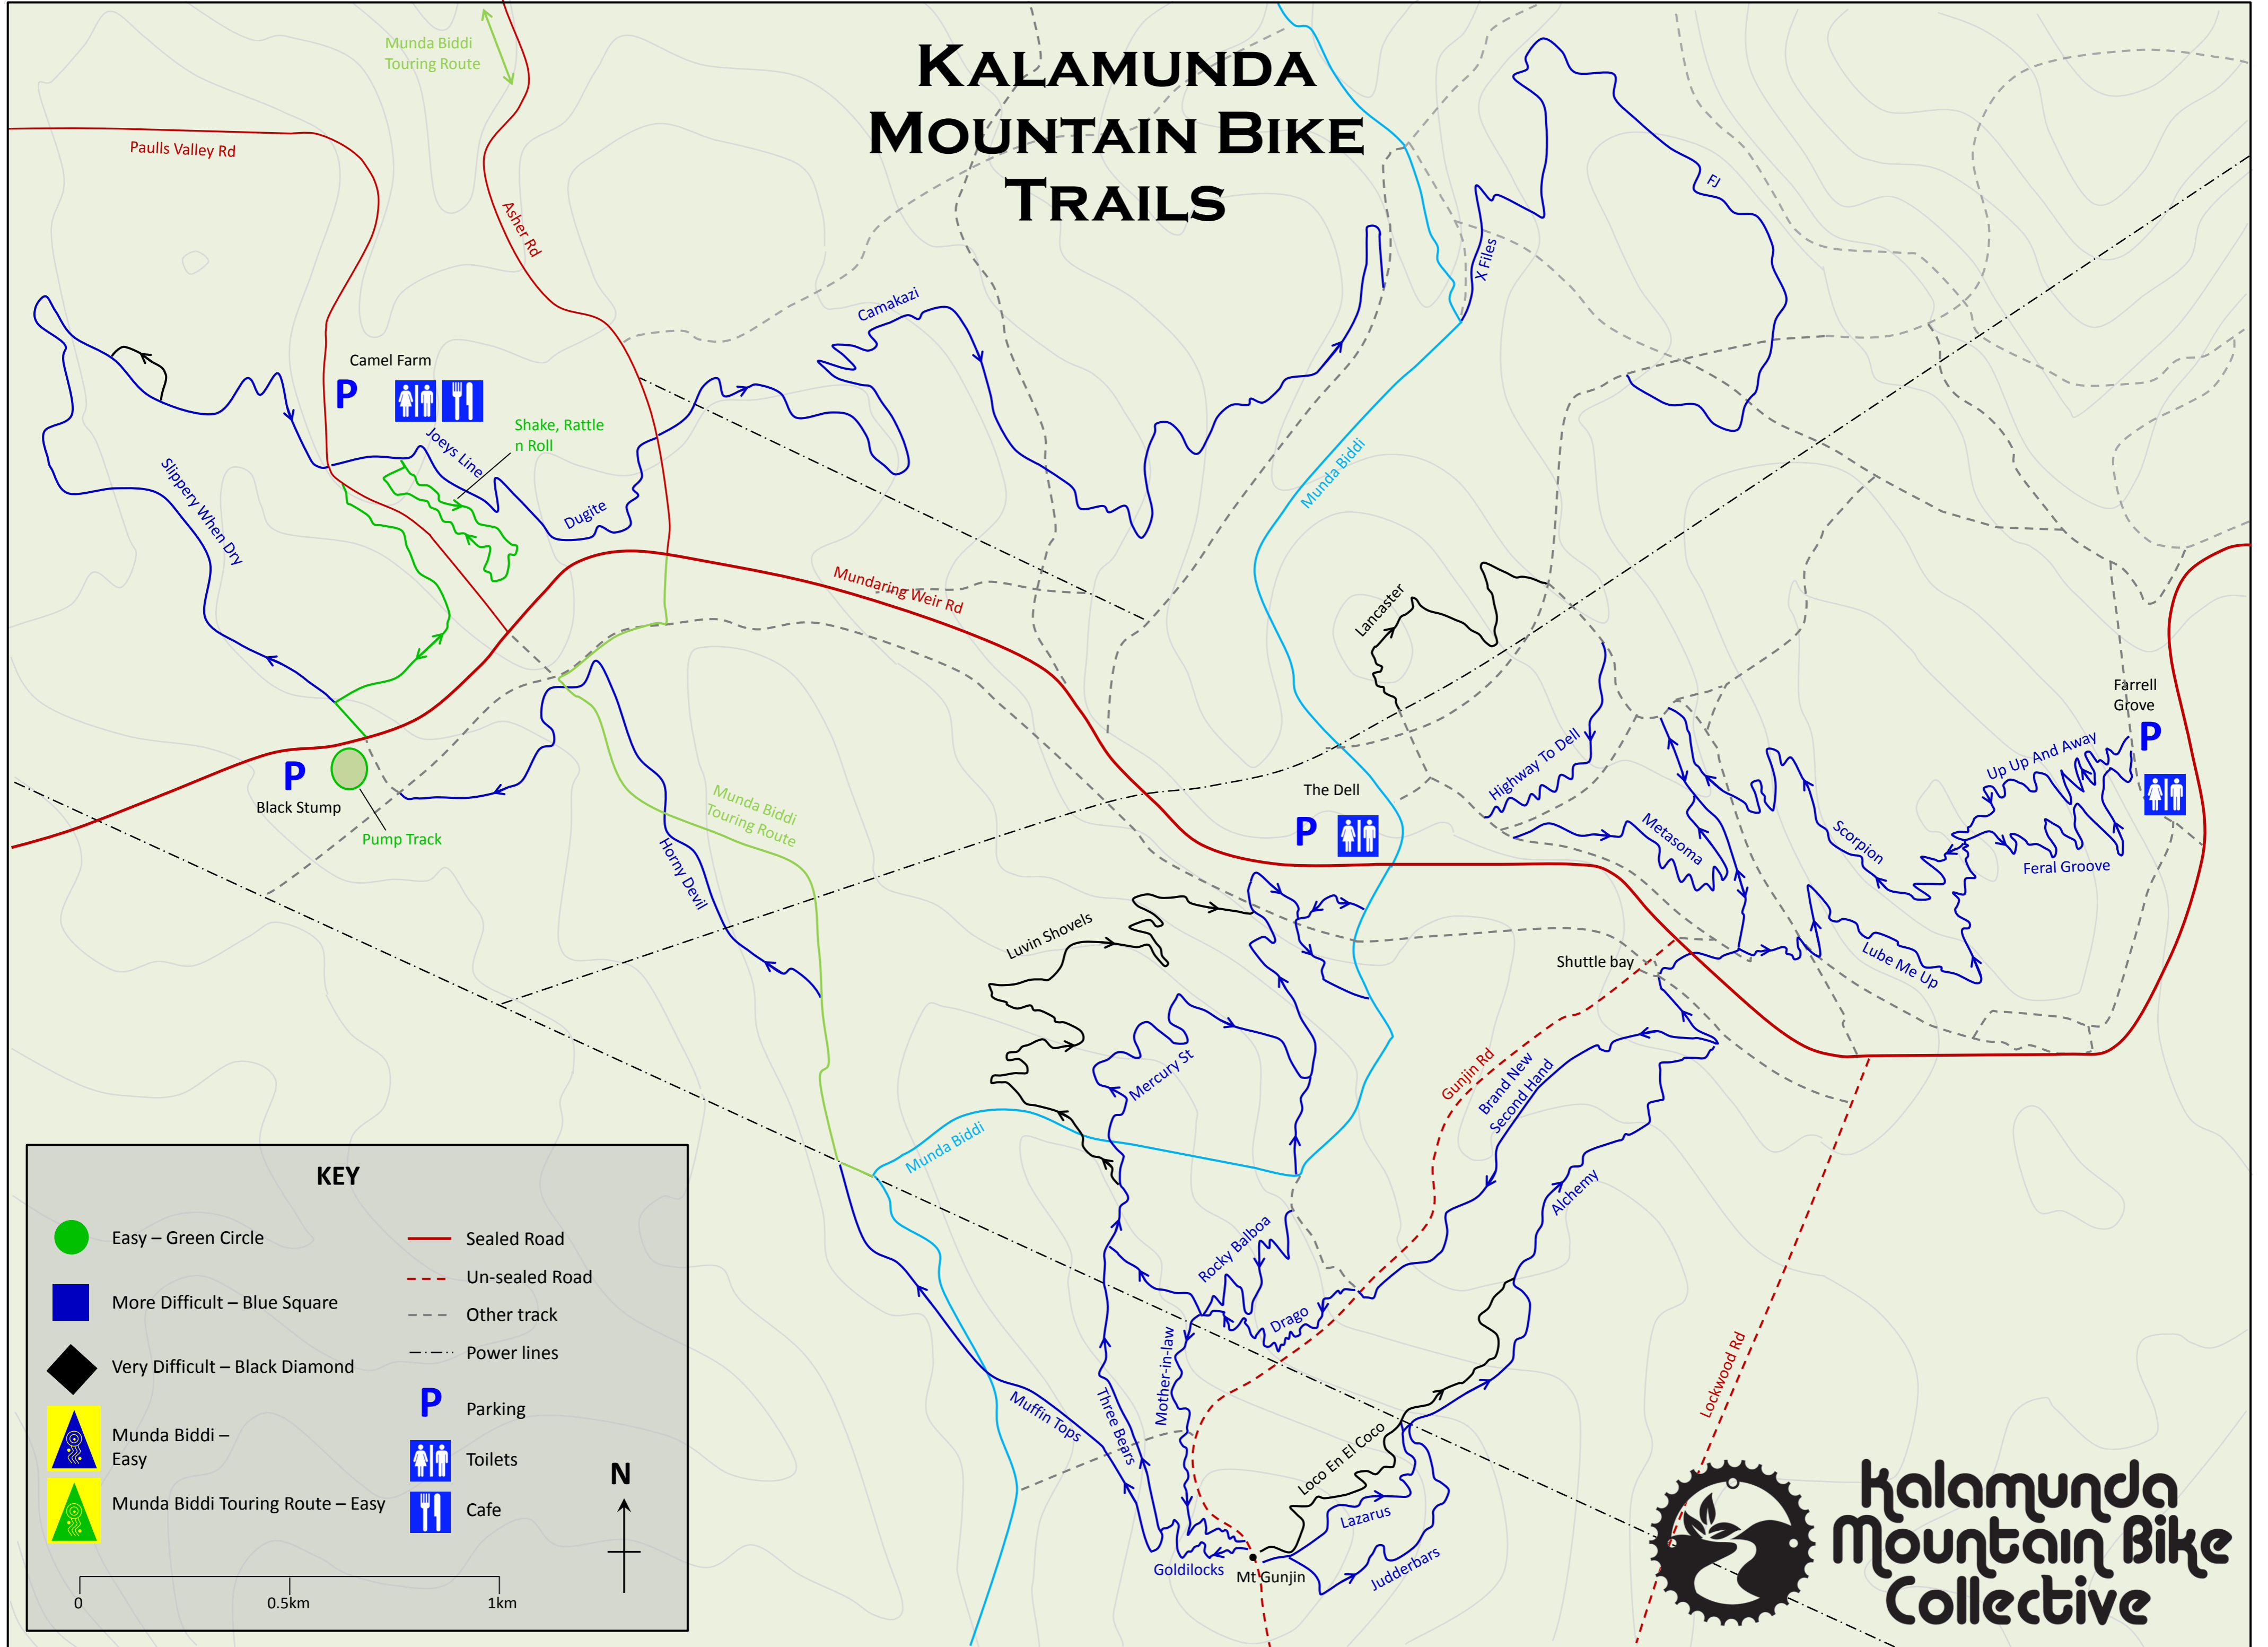 KALAMUNDA
MOUNTAIN BIKE
TRAILS
Munda Biddi
Touring Route
Paulls Valley Rd
Asher Rd
FJ
X Files
Camakazi
Camel Farm
P
Shake, Rattle
n Roll
Joeys Line
Dugite
Slippery When Dry
Munda Biddi
Mundaring Weir Rd
Lancaster
Farrell
Grove
P
Up Up And Away
Highway To Dell
The Dell
P
P
Black Stump
Pump Track
Munda Biddi
Touring Route
Horny Devil
Metasoma
Scorpion
Feral Groove
Luvin Shovels
Shuttle bay
Lube Me Up
Mercury St
Gunjin Rd
Brand New
Second Hand
Munda Biddi
Alchemy
Rocky Balboa
Drago
Mother-in-law
Three Bears
Muffin Tops
Lockwood Rd
Loco En El Coco
Lazarus
Judderbars
Goldilocks
Mt Gunjin
KEY
Easy – Green Circle
More Difficult – Blue Square
Very Difficult – Black Diamond
Munda Biddi –
Easy
Munda Biddi Touring Route – Easy
Sealed Road
Un-sealed Road
Other track
Power lines
P
Parking
Toilets
Cafe
N
0
0.5km
1km
Kalamunda
Mountain Bike
Collective